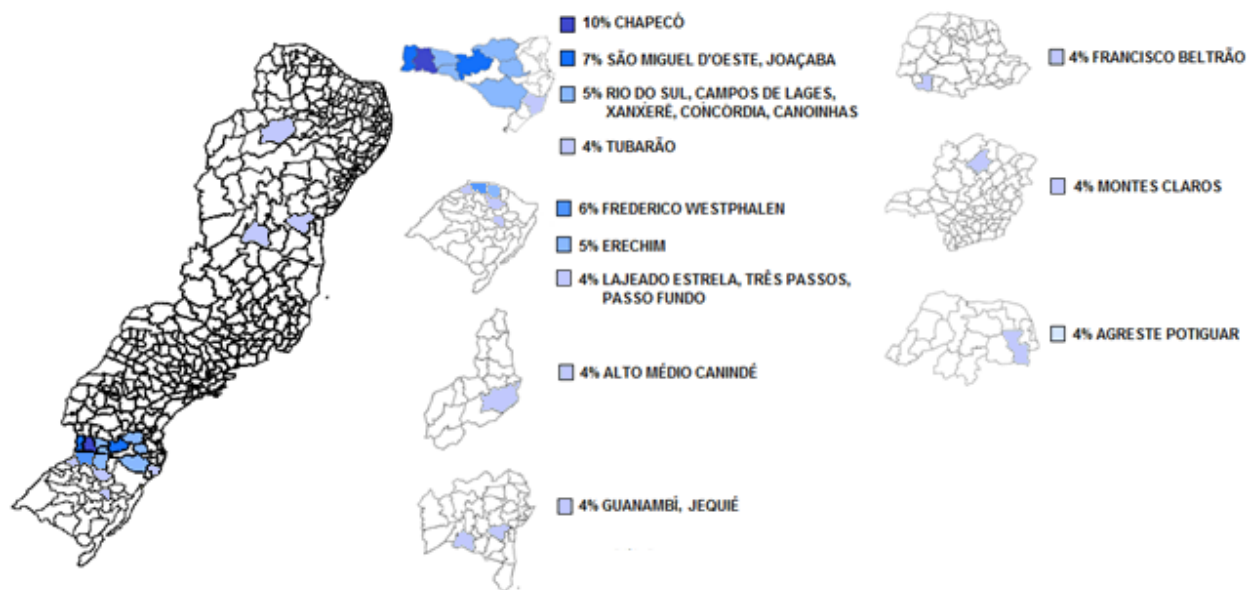 10% CHAPECÓ
7% SÃO MIGUEL D'OESTE, JOAÇABA
5% RIO DO SUL, CAMPOS DE LAGES,
XANXERÊ, CONCÓRDIA, CANOINHAS
4% TUBARÃO
6% FREDERICO WESTPHALEN
5% ERECHIM
4% LAJEADO ESTRELA, TRÊS PASSOS,
PASSO FUNDO
4% ALTO MÉDIO CANINDÉ
4% GUANAMBÍ, JEQUIÉ
4% FRANCISCO BELTRÃO
4% MONTES CLAROS
4% AGRESTE POTIGUAR